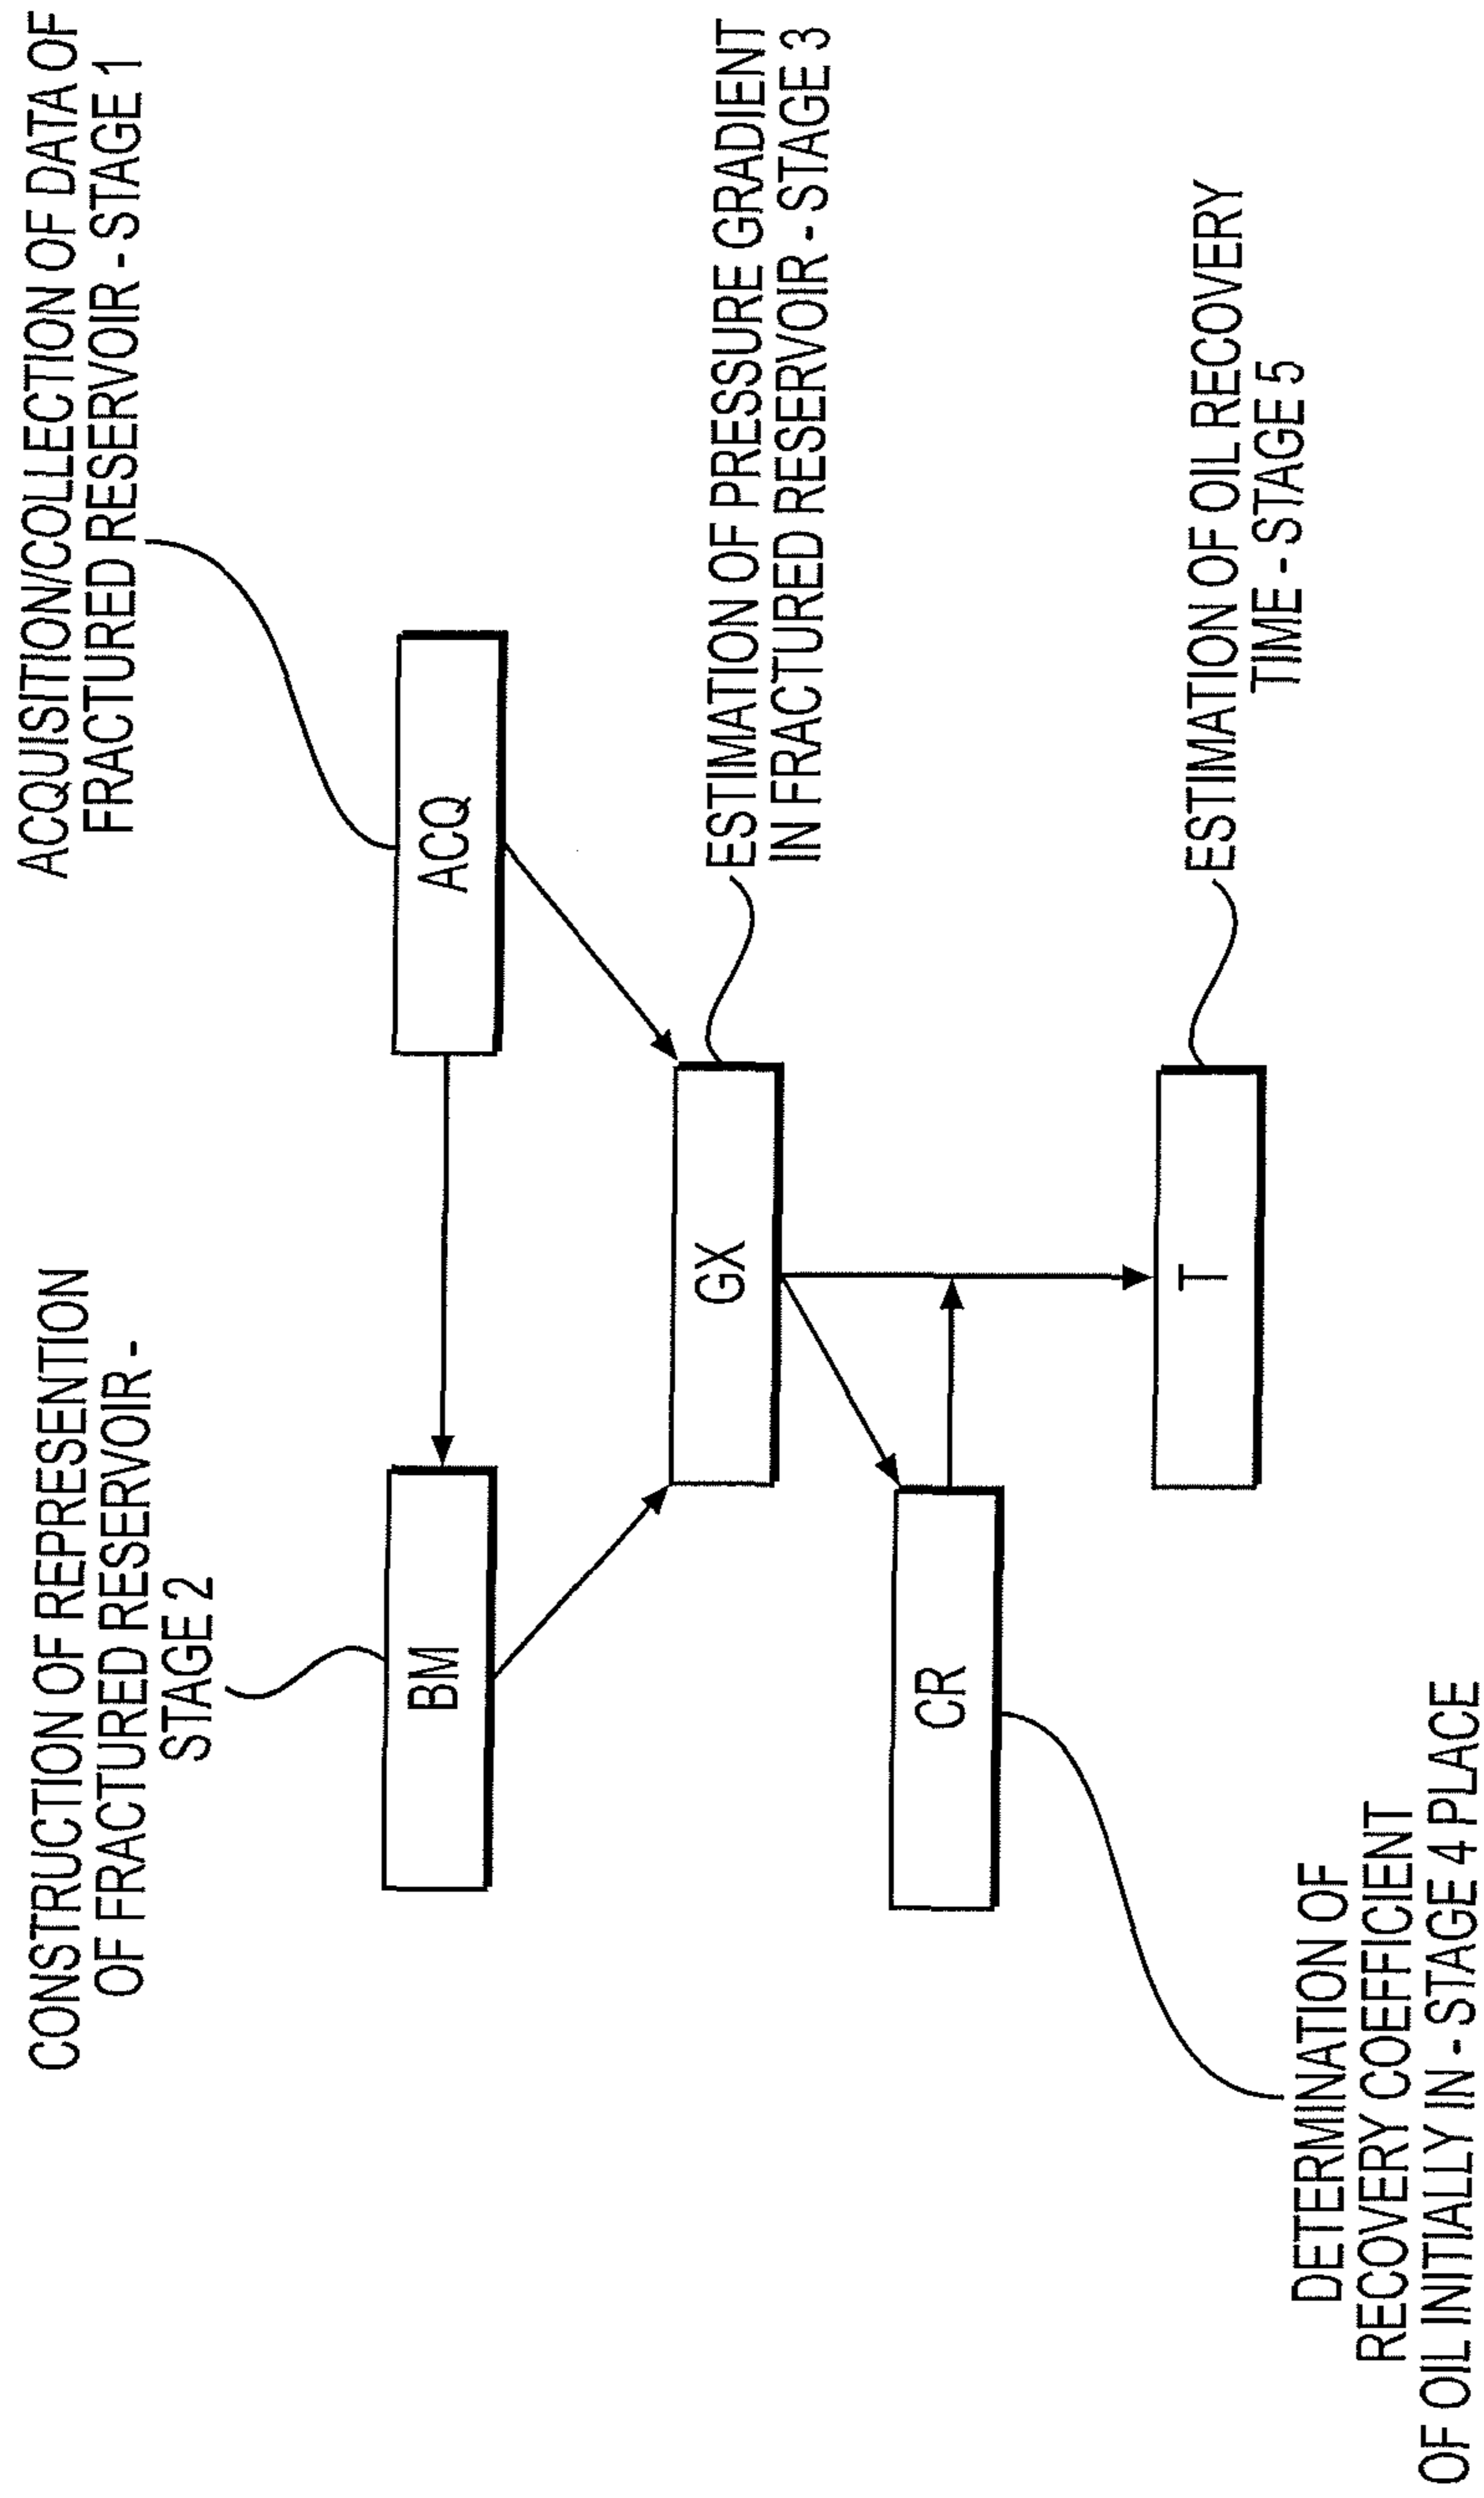 CONSTRUCTION OF REPRESENTION
OF FRACTURED RESERVOIR -
STAGE 2
ACQUISITION/COLLECTION OF DATA OF
FRACTURED RESERVOIR - STAGE 1
BM
ACQ
GX
ESTIMATION OF PRESSURE GRADIENT
IN FRACTURED RESERVOIR - STAGE 3
CR
T
ESTIMATION OF OIL RECOVERY
TIME - STAGE 5
DETERMINATION OF
RECOVERY COEFFICIENT
OF OIL INITIALLY IN - STAGE 4 PLACE